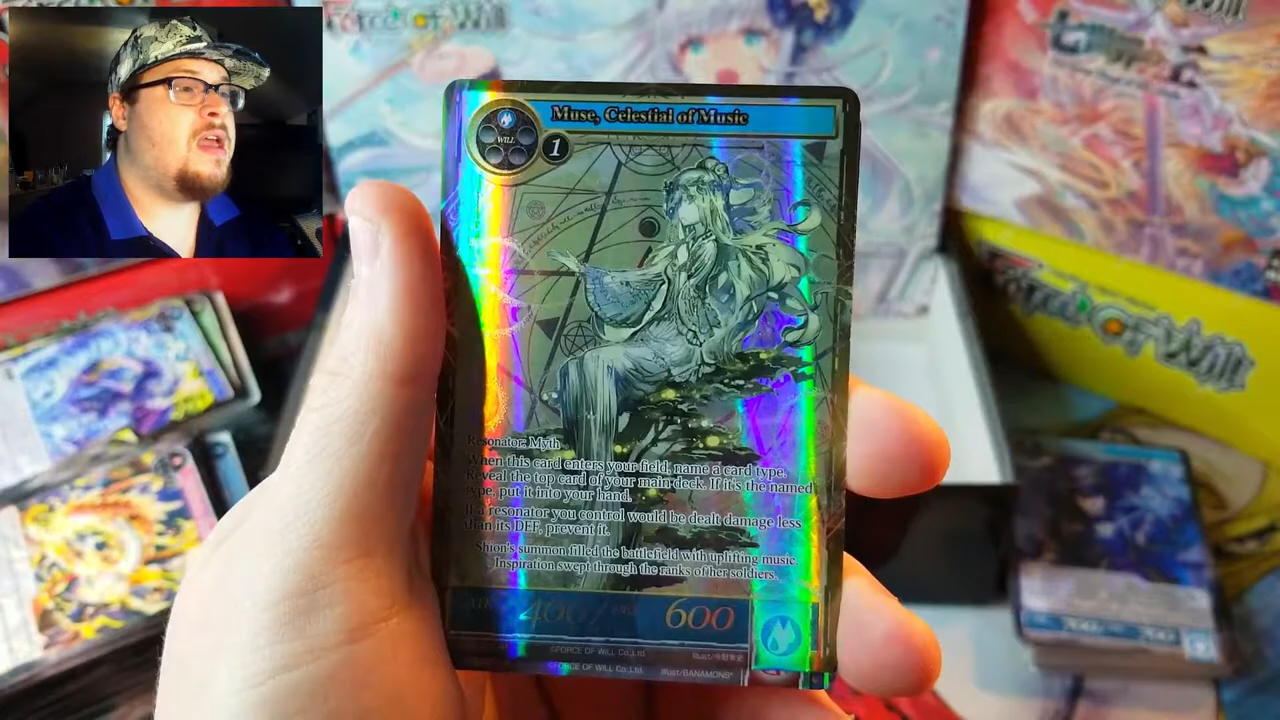 Force of Will
Force of Will
Muse, Celestial of Music
WILL
1
Resonator: Myth
When this card enters your field, name a card type.
Reveal the top card of your main deck. If it's the named
type, put it into your hand.
If a resonator you control would be dealt damage less
than its DEF, prevent it.
Shion's summon filled the battlefield with uplifting music.
Inspiration swept through the ranks of her soldiers.
ATK 400 / 600
©FORCE OF WILL Co.,Ltd.
©FORCE OF WILL Co.,Ltd. Illust/BANAMONS*